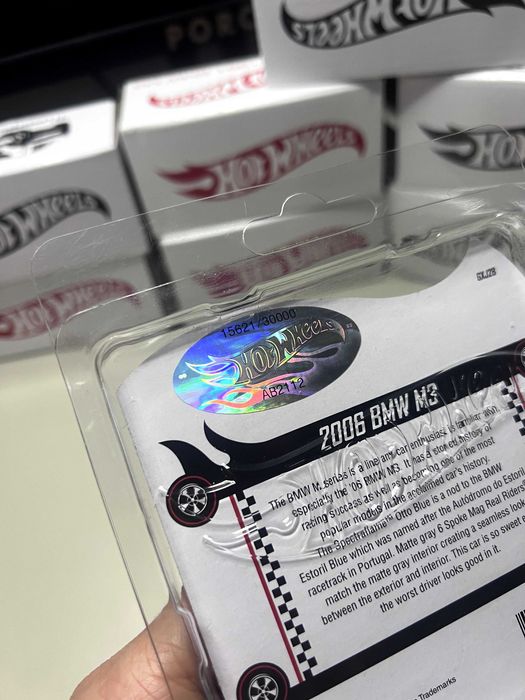 PORC
HOT WHEELS
HOT WHEELS
HOT WHEELS
HOT WHEELS
HOT
HOT WHEELS
HOT WHEELS
GXJ28
15621/30000
HOT WHEELS
AB2112
2006 BMW M3
The BMW M series is a line any car enthusiast is familiar with,
especially the '06 BMW M3. It has a storied history of
racing success as well as becoming one of the most
popular models in the acclaimed car's history.
The Spectraflame® Otto Blue is a nod to the BMW
Estoril Blue which was named after the Autódromo do Estoril
racetrack in Portugal. Matte gray 6 Spoke Mag Real Riders
match the matte gray interior creating a seamless look
between the exterior and interior. This car is so sweet
the worst driver looks good in it.
Trademarks